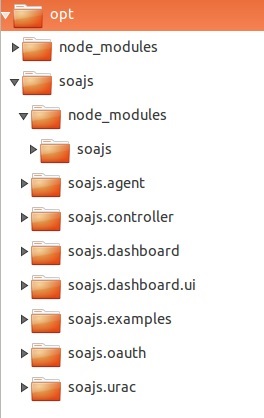 opt
node_modules
soajs
node_modules
soajs
soajs.agent
soajs.controller
soajs.dashboard
soajs.dashboard.ui
soajs.examples
soajs.oauth
soajs.urac